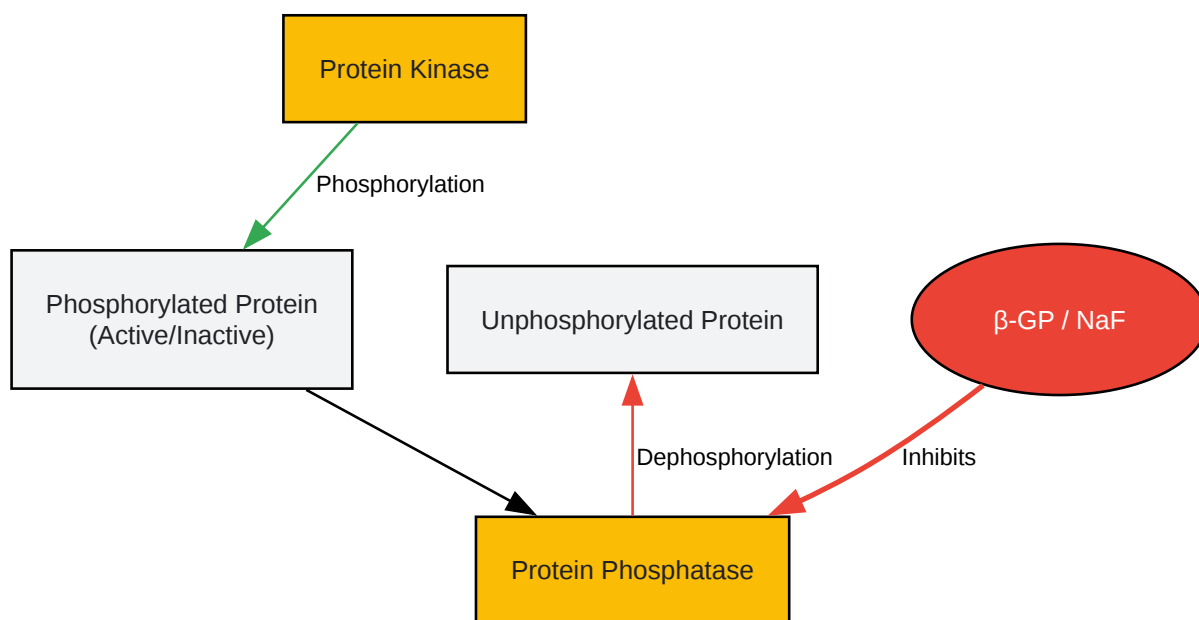 Protein Kinase
Phosphorylation
Phosphorylated Protein
(Active/Inactive)
Unphosphorylated Protein
β-GP / NaF
Dephosphorylation
Inhibits
Protein Phosphatase